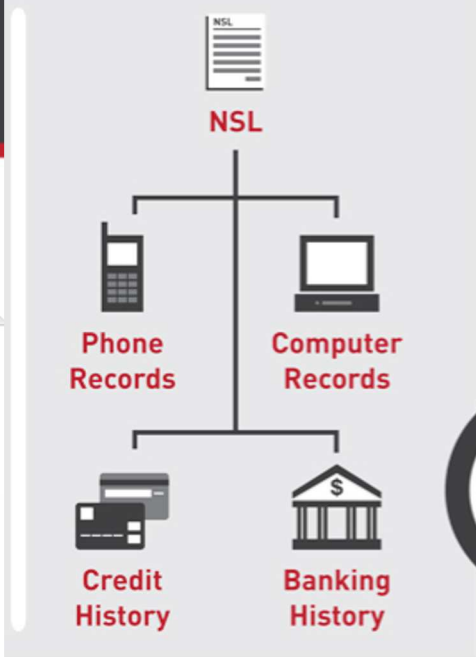 NSL
NSL
Phone Computer
Records Records
$
Credit Banking
History History